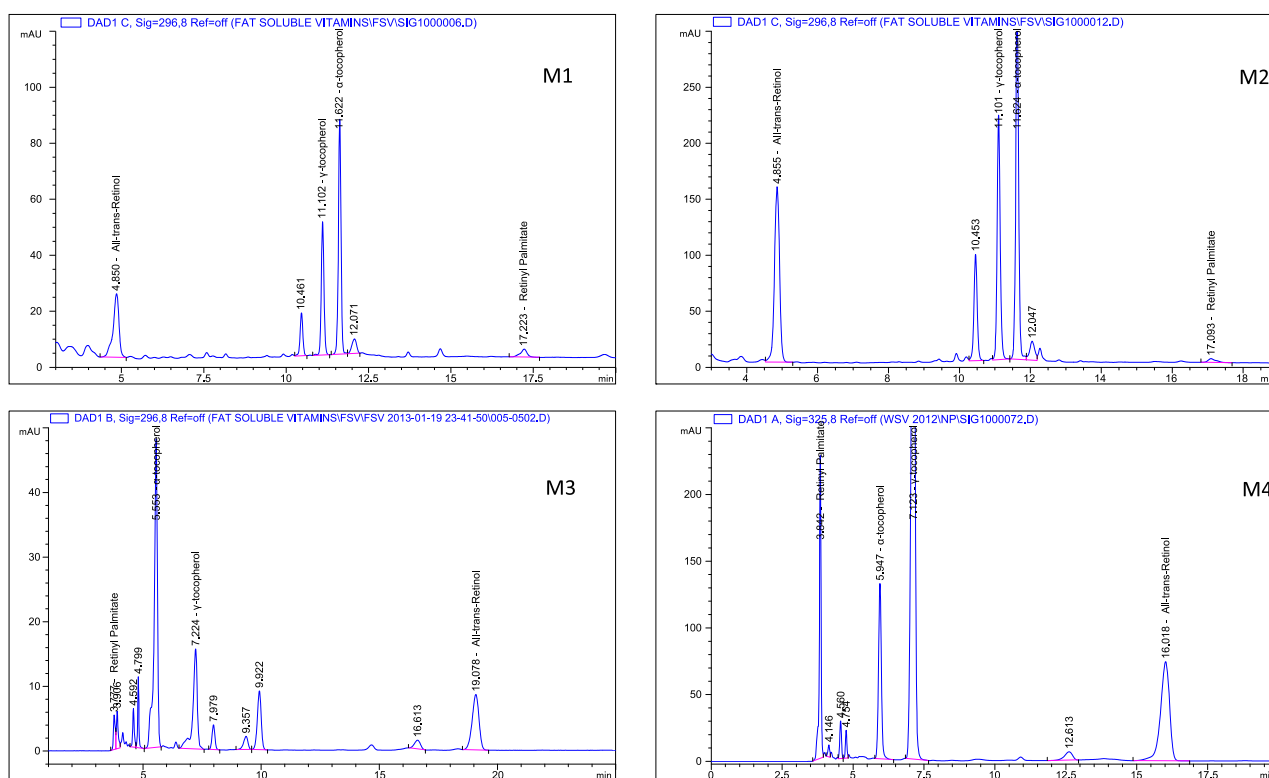 DAD1 C, Sig=296,8 Ref=off (FAT SOLUBLE VITAMINS\FSV\SIG1000006.D)
mAU
M1
4.850 - All-trans-Retinol
10.461
11.102 - γ-tocopherol
11.622 - α-tocopherol
12.071
17.223 - Retinyl Palmitate
100
80
60
40
20
0
5 7.5 10 12.5 15 17.5 min
DAD1 C, Sig=296,8 Ref=off (FAT SOLUBLE VITAMINS\FSV\SIG1000012.D)
mAU
M2
4.855 - All-trans-Retinol
10.453
11.101 - γ-tocopherol
11.624 - α-tocopherol
12.047
17.093 - Retinyl Palmitate
250
200
150
100
50
0
4 6 8 10 12 14 16 18 min
DAD1 B, Sig=296,8 Ref=off (FAT SOLUBLE VITAMINS\FSV\FSV 2013-01-19 23-41-50\005-0502.D)
mAU
M3
3.777 - Retinyl Palmitate
3.906
4.592
4.799
5.553 - α-tocopherol
7.224 - γ-tocopherol
7.979
9.357
9.922
16.613
19.078 - All-trans-Retinol
40
30
20
10
0
5 10 15 20 min
DAD1 A, Sig=325,8 Ref=off (WSV 2012\NP\SIG1000072.D)
mAU
M4
3.842 - Retinyl Palmitate
4.146
4.560
4.754
5.947 - α-tocopherol
7.123 - γ-tocopherol
12.613
16.018 - All-trans-Retinol
200
150
100
50
0
0 2.5 5 7.5 10 12.5 15 17.5 min